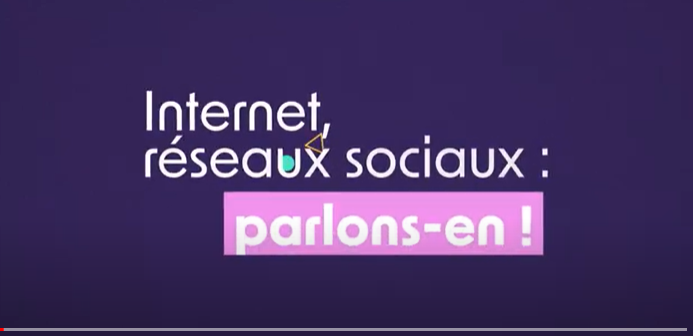 Internet,
réseaux sociaux :
parlons-en !